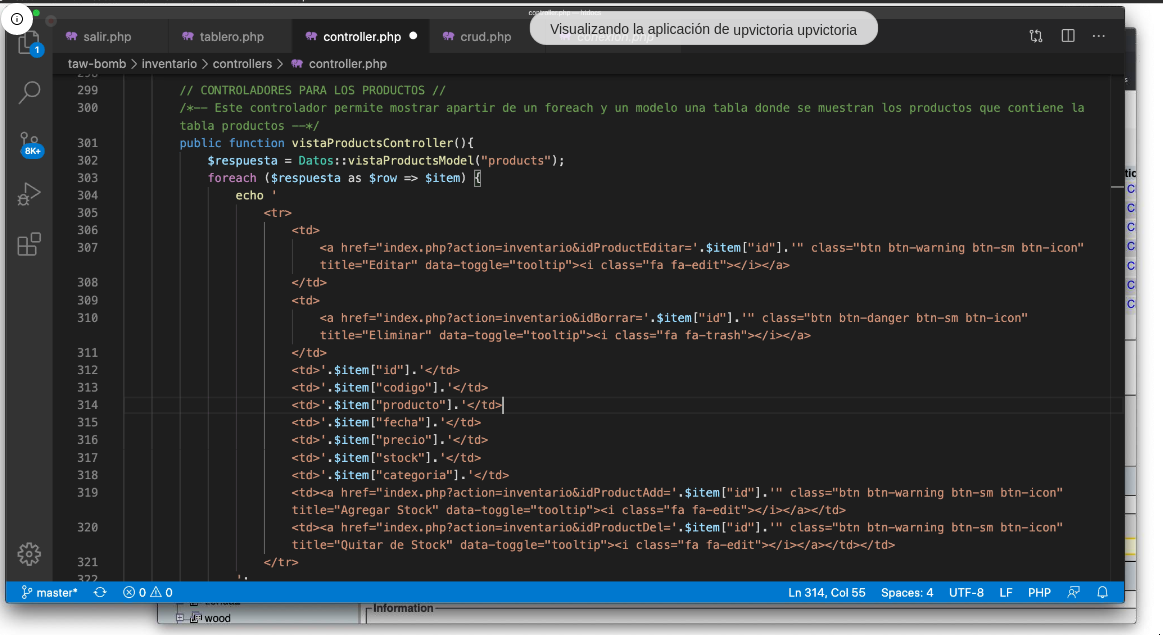 controller.php — tablero
Visualizando la aplicación de upvictoria upvictoria
salir.php
tablero.php
controller.php
crud.php
taw-bomb > inventario > controllers > controller.php
1
8K+
298
299 // CONTROLADORES PARA LOS PRODUCTOS //
300 /*-- Este controlador permite mostrar apartir de un foreach y un modelo una tabla donde se muestran los productos que contiene la
tabla productos --*/
301 public function vistaProductsController(){
302 $respuesta = Datos::vistaProductsModel("products");
303 foreach ($respuesta as $row => $item) {
304 echo '
305 <tr>
306 <td>
307 <a href="index.php?action=inventario&idProductEditar='.$item["id"].'" class="btn btn-warning btn-sm btn-icon"
title="Editar" data-toggle="tooltip"><i class="fa fa-edit"></i></a>
308 </td>
309 <td>
310 <a href="index.php?action=inventario&idBorrar='.$item["id"].'" class="btn btn-danger btn-sm btn-icon"
title="Eliminar" data-toggle="tooltip"><i class="fa fa-trash"></i></a>
311 </td>
312 <td>'.$item["id"].'</td>
313 <td>'.$item["codigo"].'</td>
314 <td>'.$item["producto"].'</td>
315 <td>'.$item["fecha"].'</td>
316 <td>'.$item["precio"].'</td>
317 <td>'.$item["stock"].'</td>
318 <td>'.$item["categoria"].'</td>
319 <td><a href="index.php?action=inventario&idProductAdd='.$item["id"].'" class="btn btn-warning btn-sm btn-icon"
title="Agregar Stock" data-toggle="tooltip"><i class="fa fa-edit"></i></a></td>
320 <td><a href="index.php?action=inventario&idProductDel='.$item["id"].'" class="btn btn-warning btn-sm btn-icon"
title="Quitar de Stock" data-toggle="tooltip"><i class="fa fa-edit"></i></a></td></td>
321 </tr>
322 ';
master* 0 0 Ln 314, Col 55 Spaces: 4 UTF-8 LF PHP
Information
wood